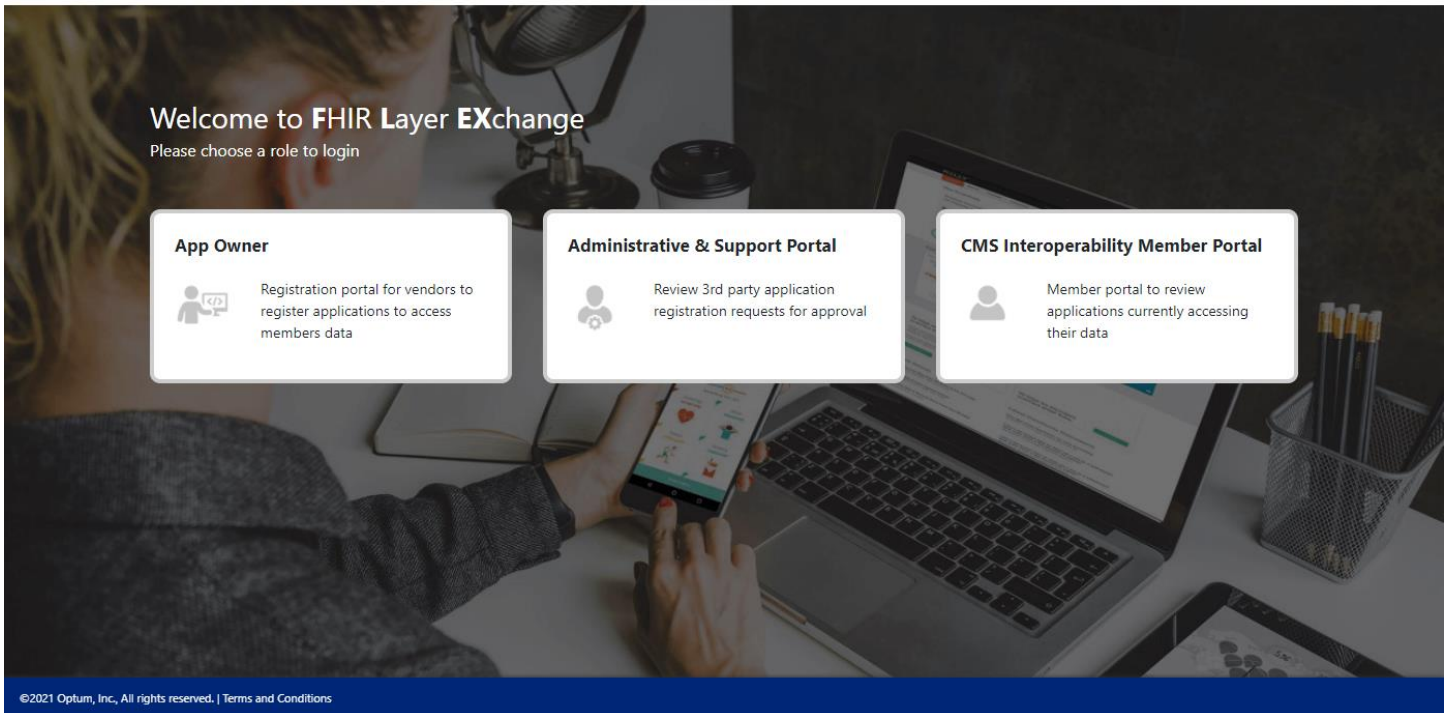 Welcome to FHIR Layer EXchange
Please choose a role to login
App Owner
Registration portal for vendors to
register applications to access
members data
Administrative & Support Portal
Review 3rd party application
registration requests for approval
CMS Interoperability Member Portal
Member portal to review
applications currently accessing
their data
©2021 Optum, Inc., All rights reserved. | Terms and Conditions